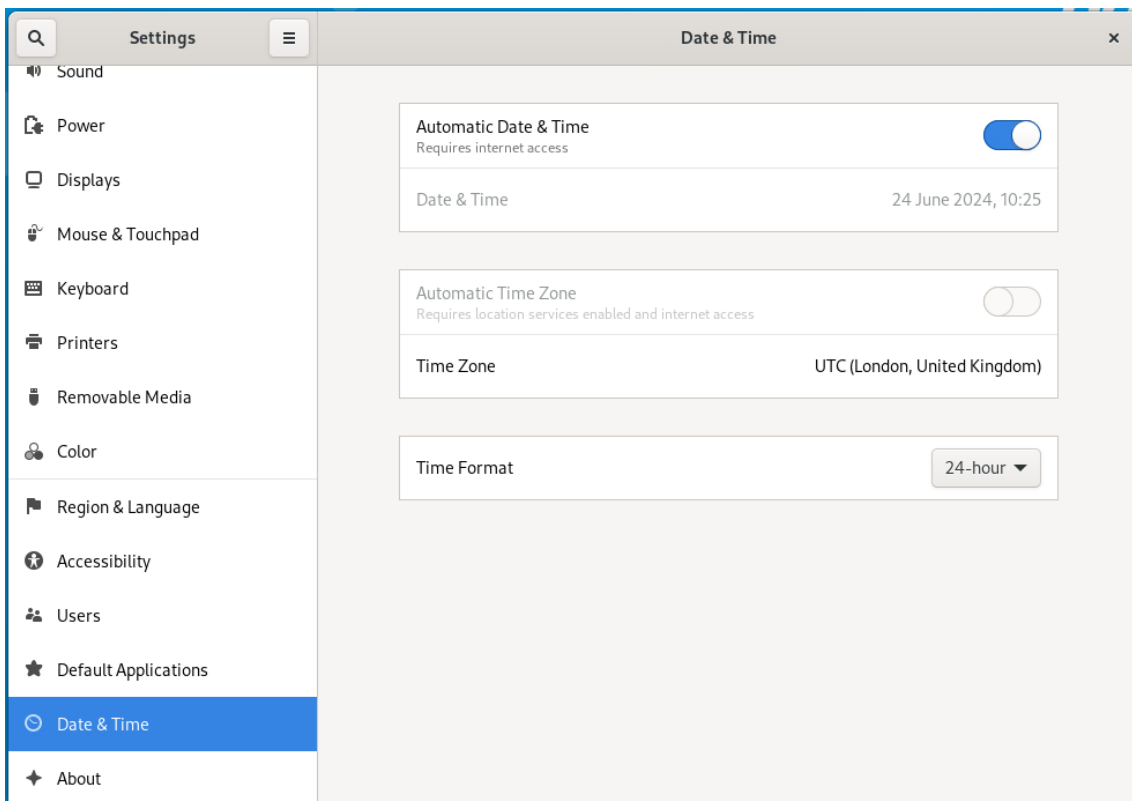 Settings
Date & Time
Sound
Power
Displays
Mouse & Touchpad
Keyboard
Printers
Removable Media
Color
Region & Language
Accessibility
Users
Default Applications
Date & Time
About
Automatic Date & Time
Requires internet access
Date & Time
24 June 2024, 10:25
Automatic Time Zone
Requires location services enabled and internet access
Time Zone
UTC (London, United Kingdom)
Time Format
24-hour